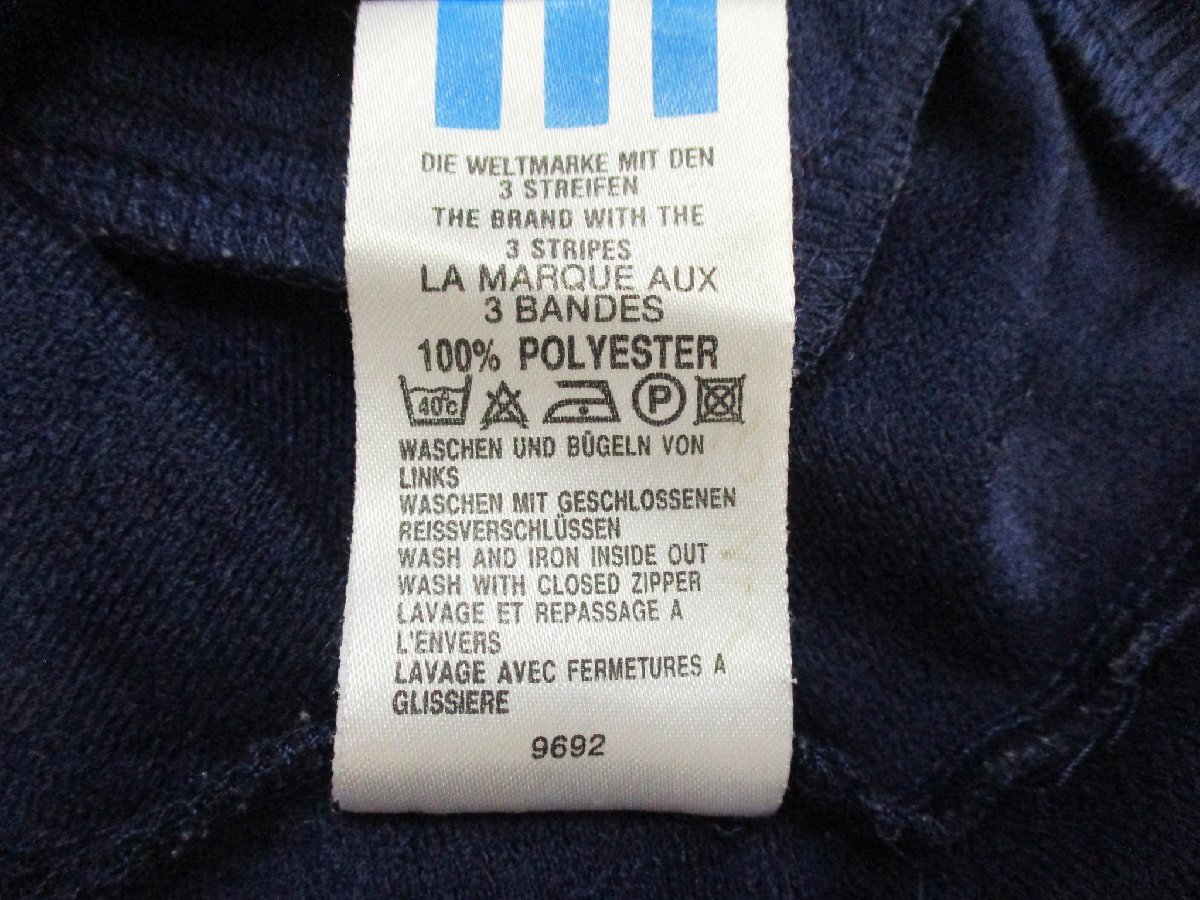 DIE WELTMARKE MIT DEN
3 STREIFEN
THE BRAND WITH THE
3 STRIPES
LA MARQUE AUX
3 BANDES
100% POLYESTER
40°C P
WASCHEN UND BÜGELN VON
LINKS
WASCHEN MIT GESCHLOSSENEN
REISSVERSCHLÜSSEN
WASH AND IRON INSIDE OUT
WASH WITH CLOSED ZIPPER
LAVAGE ET REPASSAGE A
L'ENVERS
LAVAGE AVEC FERMETURES A
GLISSIERE
9692